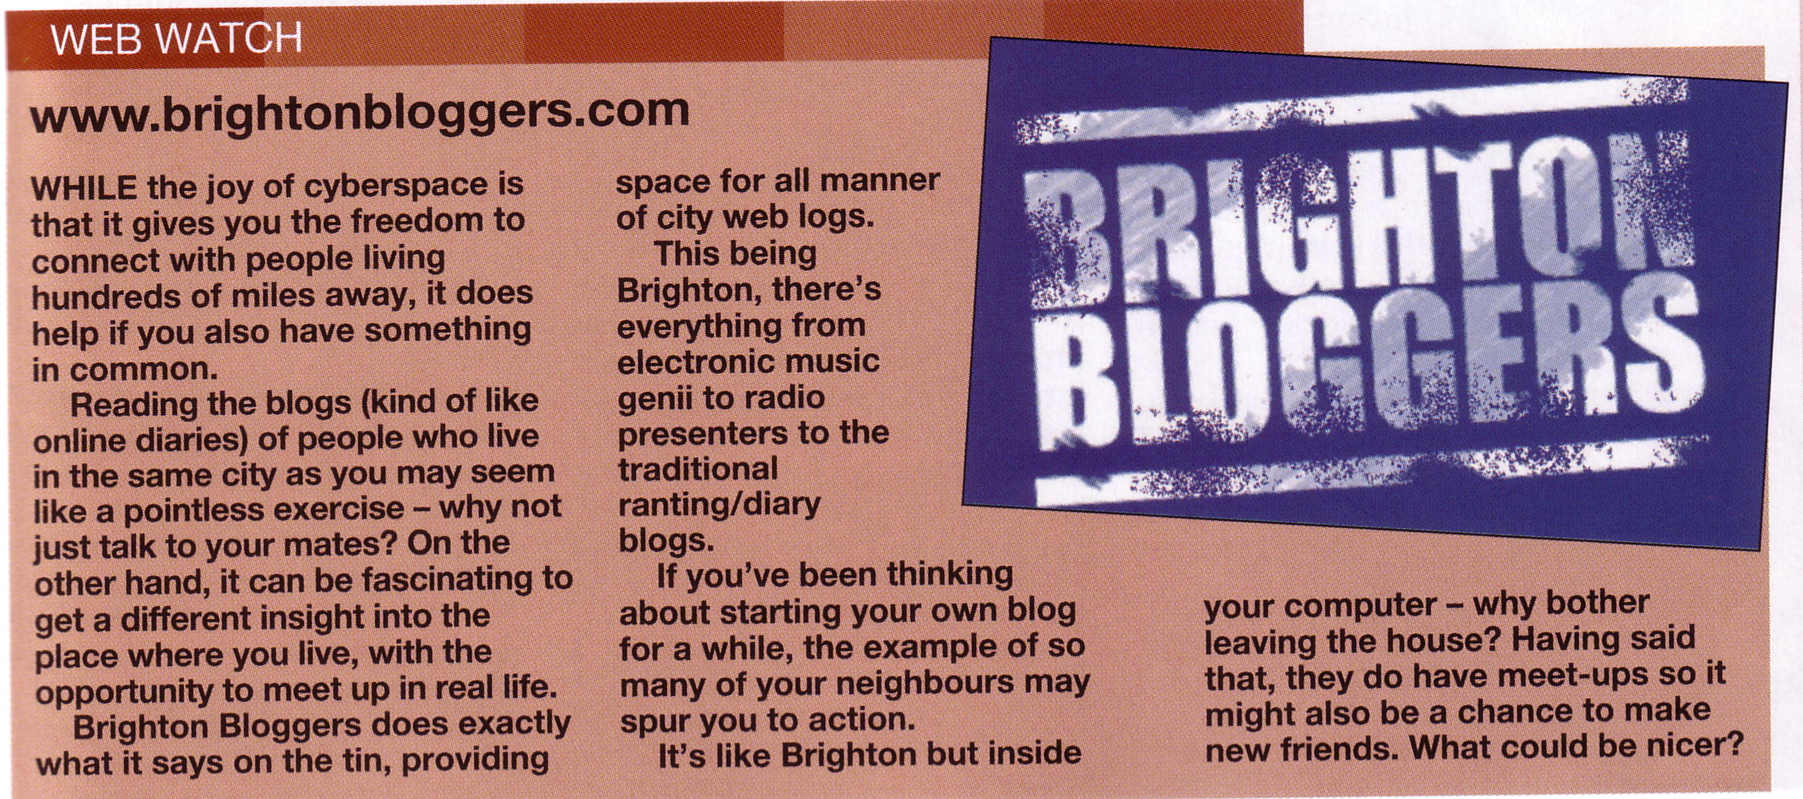 WEB WATCH
www.brightonbloggers.com
WHILE the joy of cyberspace is
that it gives you the freedom to
connect with people living
hundreds of miles away, it does
help if you also have something
in common.
Reading the blogs (kind of like
online diaries) of people who live
in the same city as you may seem
like a pointless exercise – why not
just talk to your mates? On the
other hand, it can be fascinating to
get a different insight into the
place where you live, with the
opportunity to meet up in real life.
Brighton Bloggers does exactly
what it says on the tin, providing
space for all manner
of city web logs.
This being
Brighton, there's
everything from
electronic music
genii to radio
presenters to the
traditional
ranting/diary
blogs.
If you've been thinking
about starting your own blog
for a while, the example of so
many of your neighbours may
spur you to action.
It's like Brighton but inside
your computer – why bother
leaving the house? Having said
that, they do have meet-ups so it
might also be a chance to make
new friends. What could be nicer?
BRIGHTON
BLOGGERS